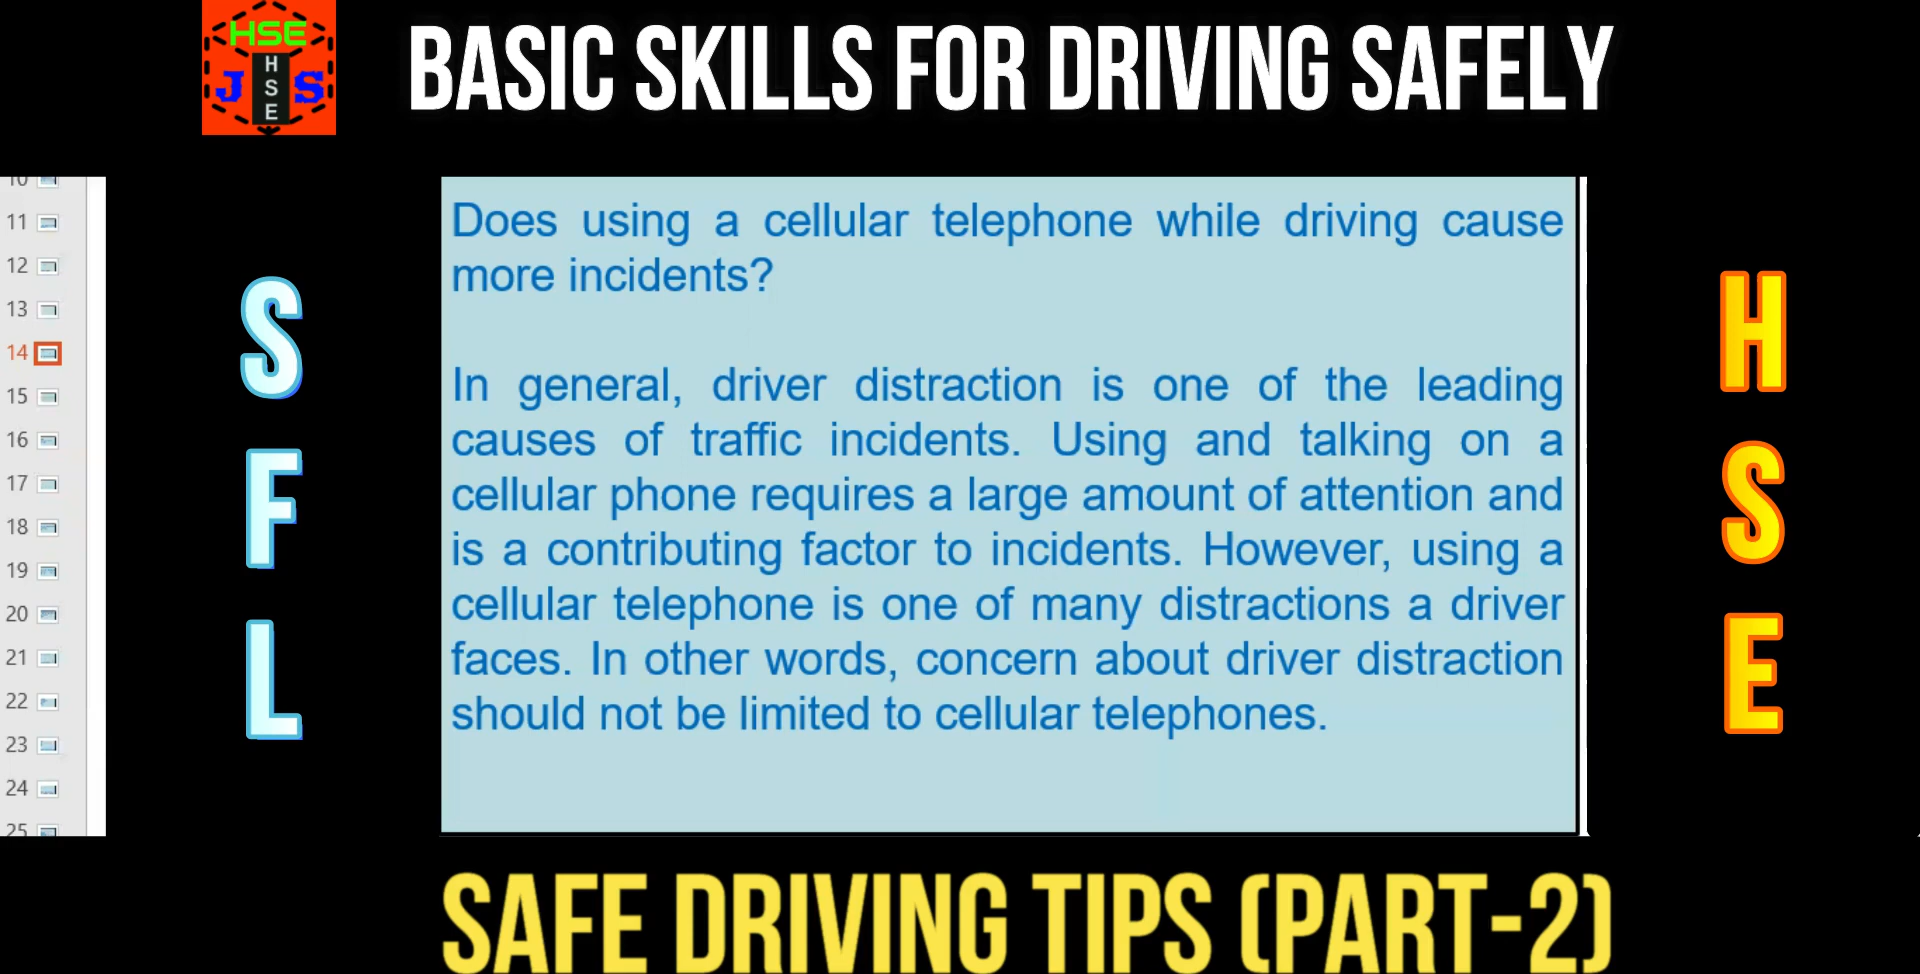 HSE
J S
H
S
E
BASIC SKILLS FOR DRIVING SAFELY
10
11
12
13
14
15
16
17
18
19
20
21
22
23
24
25
S
F
L
Does using a cellular telephone while driving cause
more incidents?
In general, driver distraction is one of the leading
causes of traffic incidents. Using and talking on a
cellular phone requires a large amount of attention and
is a contributing factor to incidents. However, using a
cellular telephone is one of many distractions a driver
faces. In other words, concern about driver distraction
should not be limited to cellular telephones.
H
S
E
SAFE DRIVING TIPS (PART-2)